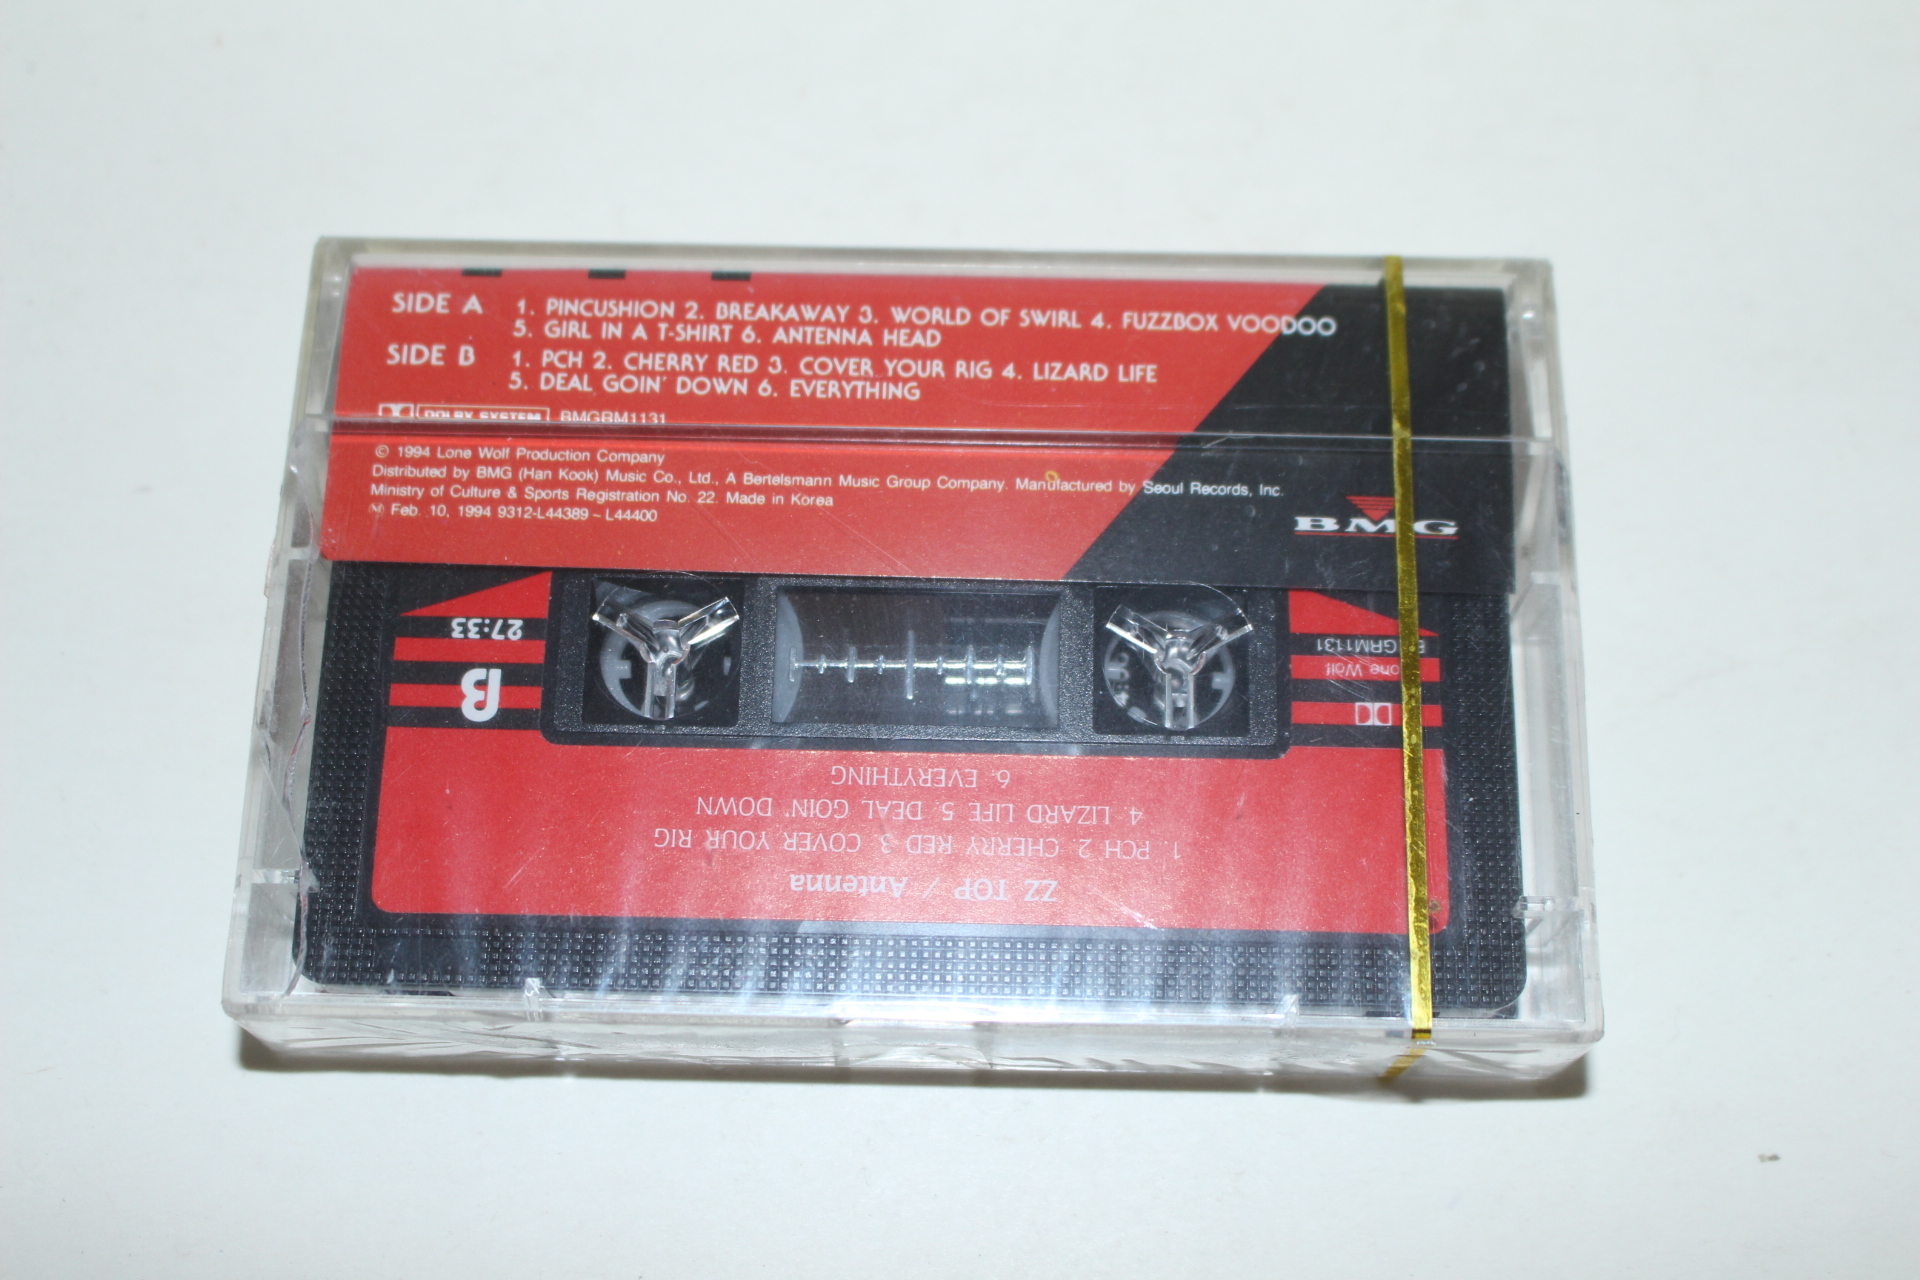 SIDE A 1. PINCUSHION 2. BREAKAWAY 3. WORLD OF SWIRL 4. FUZZBOX VOODOO
5. GIRL IN A T-SHIRT 6. ANTENNA HEAD
SIDE B 1. PCH 2. CHERRY RED 3. COVER YOUR RIG 4. LIZARD LIFE
5. DEAL GOIN' DOWN 6. EVERYTHING
DOLBY SYSTEM BMGRM1131
© 1994 Lone Wolf Production Company
Distributed by BMG (Han Kook) Music Co., Ltd., A Bertelsmann Music Group Company. Manufactured by Seoul Records, Inc.
Ministry of Culture & Sports Registration No. 22. Made in Korea
Feb. 10, 1994 9312-L44389 ~ L44400
BMG
ZZ TOP / Antenna
1. PCH 2. CHERRY RED 3. COVER YOUR RIG
4. LIZARD LIFE 5. DEAL GOIN' DOWN
6. EVERYTHING
B
27:33
Wolf
GRM1131